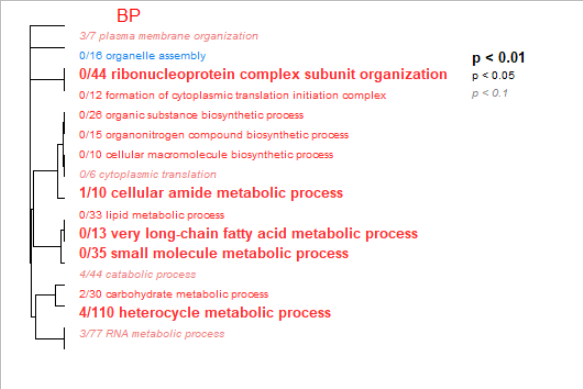 BP
3/7 plasma membrane organization
0/16 organelle assembly
0/44 ribonucleoprotein complex subunit organization
0/12 formation of cytoplasmic translation initiation complex
0/26 organic substance biosynthetic process
0/15 organonitrogen compound biosynthetic process
0/10 cellular macromolecule biosynthetic process
0/6 cytoplasmic translation
1/10 cellular amide metabolic process
0/33 lipid metabolic process
0/13 very long-chain fatty acid metabolic process
0/35 small molecule metabolic process
4/44 catabolic process
2/30 carbohydrate metabolic process
4/110 heterocycle metabolic process
3/77 RNA metabolic process
p < 0.01
p < 0.05
p < 0.1